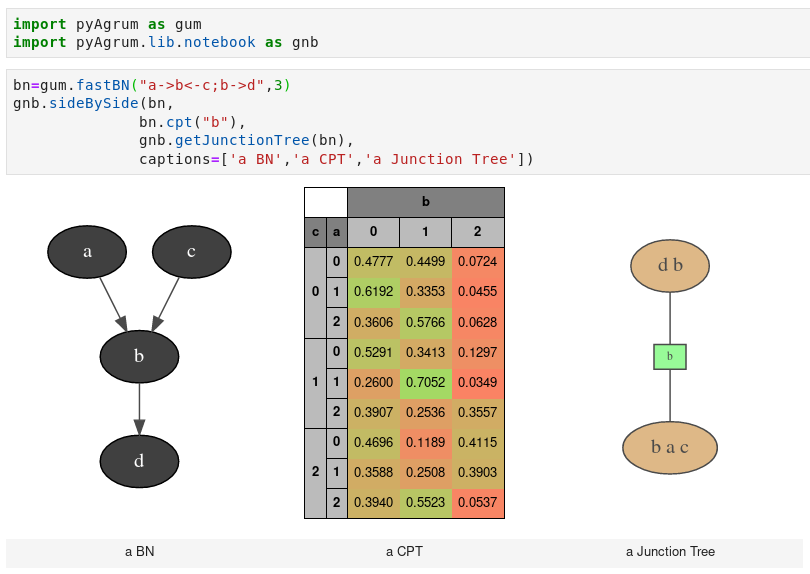 import pyAgrum as gum
import pyAgrum.lib.notebook as gnb
bn=gum.fastBN("a->b<-c;b->d",3)
gnb.sideBySide(bn,
bn.cpt("b"),
gnb.getJunctionTree(bn),
captions=['a BN','a CPT','a Junction Tree'])
a c
b
d
b
c a 0 1 2
0 0 0.4777 0.4499 0.0724
1 0.6192 0.3353 0.0455
2 0.3606 0.5766 0.0628
1 0 0.5291 0.3413 0.1297
1 0.2600 0.7052 0.0349
2 0.3907 0.2536 0.3557
2 0 0.4696 0.1189 0.4115
1 0.3588 0.2508 0.3903
2 0.3940 0.5523 0.0537
d b
b
b a c
a BN
a CPT
a Junction Tree